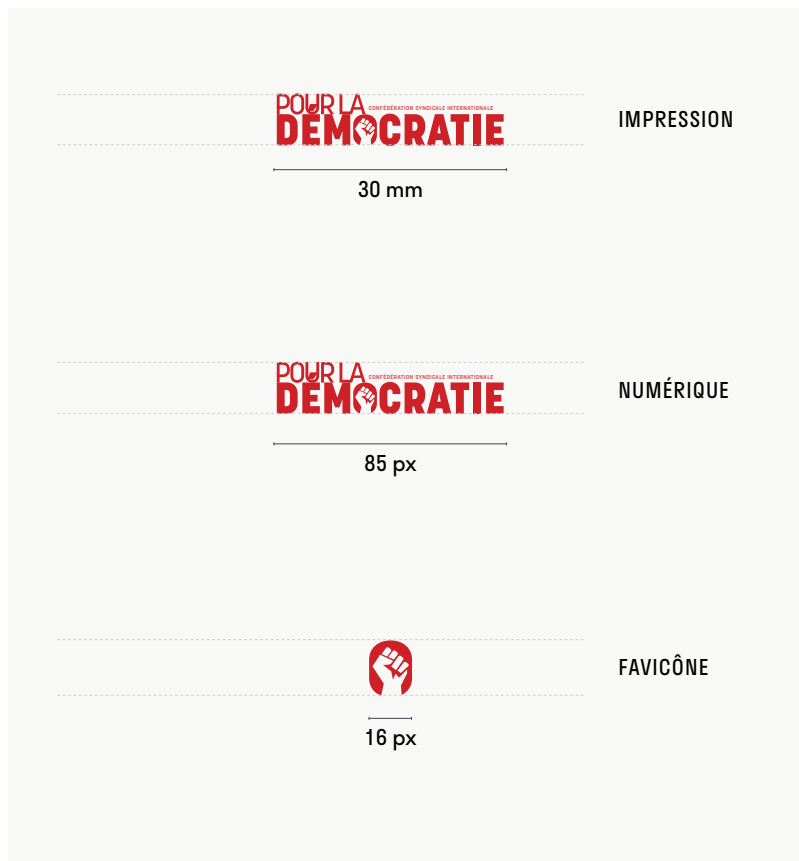 POUR LA CONFÉDÉRATION SYNDICALE INTERNATIONALE
DÉMOCRATIE
IMPRESSION
30 mm
POUR LA CONFÉDÉRATION SYNDICALE INTERNATIONALE
DÉMOCRATIE
NUMÉRIQUE
85 px
FAVICÔNE
16 px